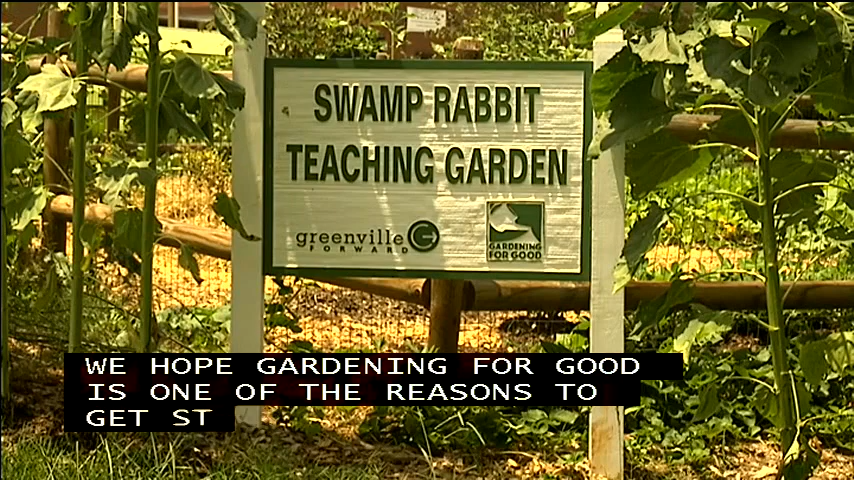 SWAMP RABBIT
TEACHING GARDEN
greenville
FORWARD
GARDENING
FOR GOOD
WE HOPE GARDENING FOR GOOD
IS ONE OF THE REASONS TO
GET ST